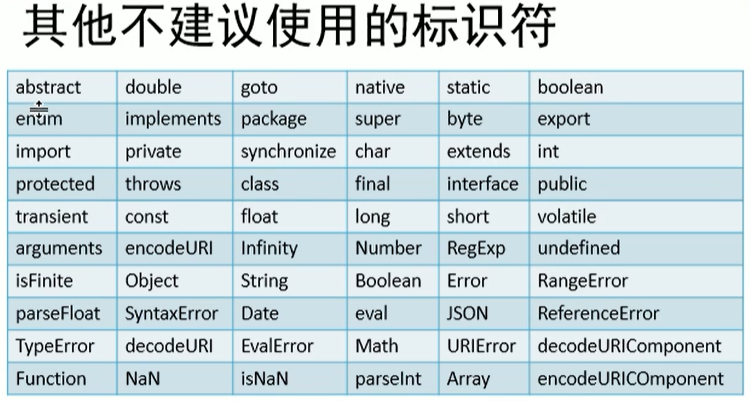 其他不建议使用的标识符
abstract double goto native static boolean
enum implements package super byte export
import private synchronize char extends int
protected throws class final interface public
transient const float long short volatile
arguments encodeURI Infinity Number RegExp undefined
isFinite Object String Boolean Error RangeError
parseFloat SyntaxError Date eval JSON ReferenceError
TypeError decodeURI EvalError Math URIError decodeURIComponent
Function NaN isNaN parseInt Array encodeURICOmponent